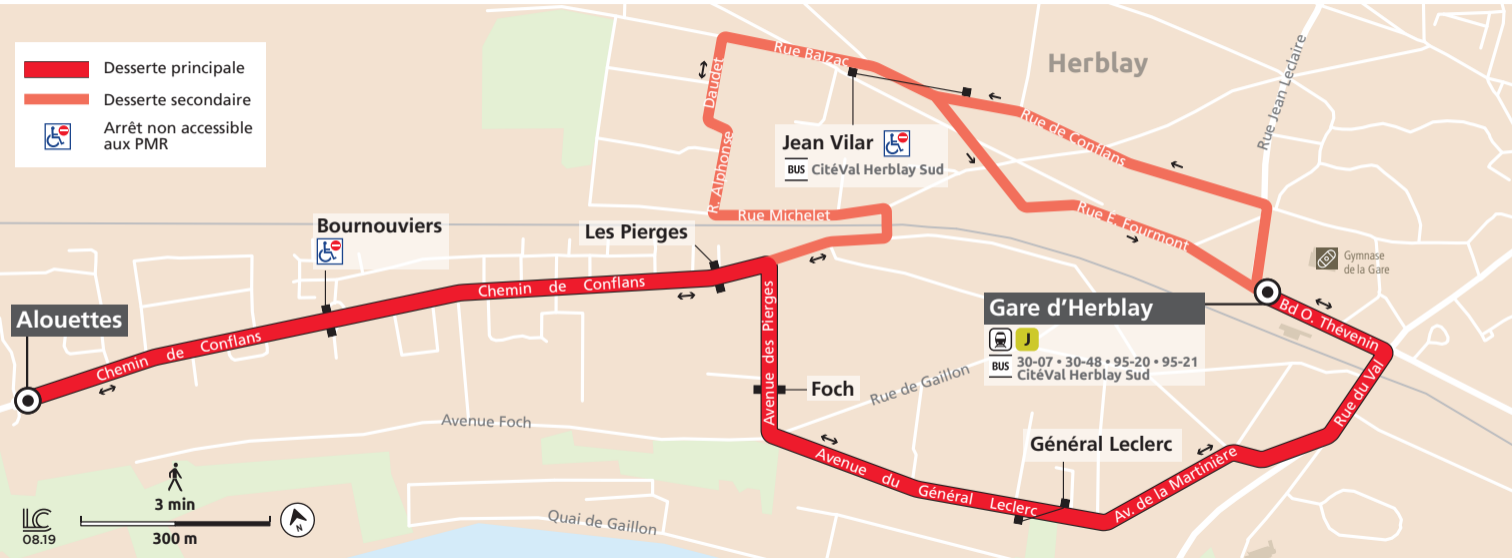 Desserte principale
Desserte secondaire
Arrêt non accessible
aux PMR
Herblay
Rue Jean Leclaire
Rue Balzac
R. Alphonse Daudet
Rue de Conflans
Jean Vilar
BUS CitéVal Herblay Sud
Rue Michelet
Rue E. Fourmont
Bournouviers
Les Pierges
Gymnase
de la Gare
Chemin de Conflans
Gare d'Herblay
J
BUS 30-07 • 30-48 • 95-20 • 95-21
CitéVal Herblay Sud
Bd O. Thévenin
Alouettes
Chemin de Conflans
Avenue des Pierges
Foch
Rue de Gaillon
Rue du Val
Avenue Foch
Général Leclerc
Avenue du Général Leclerc
Av. de la Martinière
Quai de Gaillon
3 min
300 m
LC
08.19
N